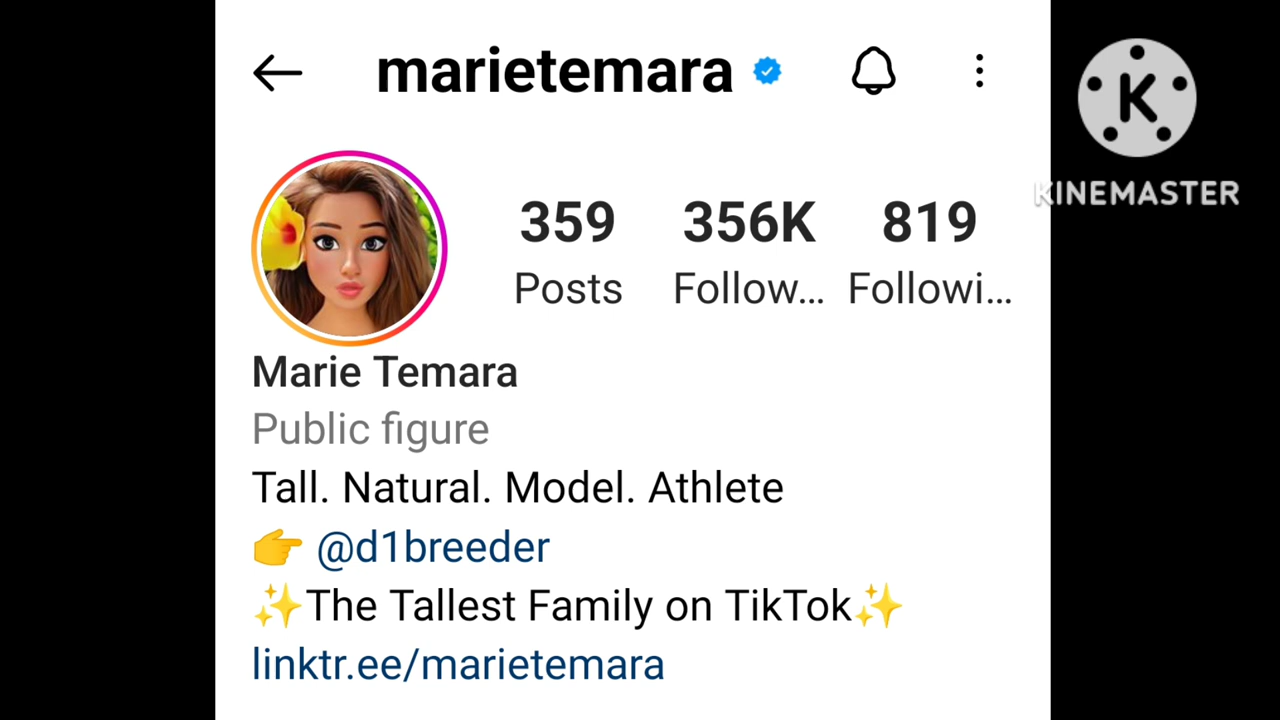 marietemara
K
KINEMASTER
359 356K 819
Posts Follow... Followi...
Marie Temara
Public figure
Tall. Natural. Model. Athlete
👉 @d1breeder
✨The Tallest Family on TikTok✨
linktr.ee/marietemara